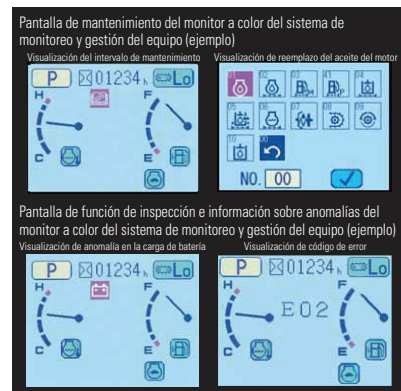 Pantalla de mantenimiento del monitor a color del sistema de
monitoreo y gestión del equipo (ejemplo)
Visualización del intervalo de mantenimiento
Visualización de reemplazo del aceite del motor
P 01234 h Lo
H F
C E
01 02 03 41 04
05 06 07 08 09
10 00
NO. 00
Pantalla de función de inspección e información sobre anomalías del
monitor a color del sistema de monitoreo y gestión del equipo (ejemplo)
Visualización de anomalía en la carga de batería
Visualización de código de error
P 01234 h Lo
H F
C E
P 01234 h Lo
H F
E02
C E